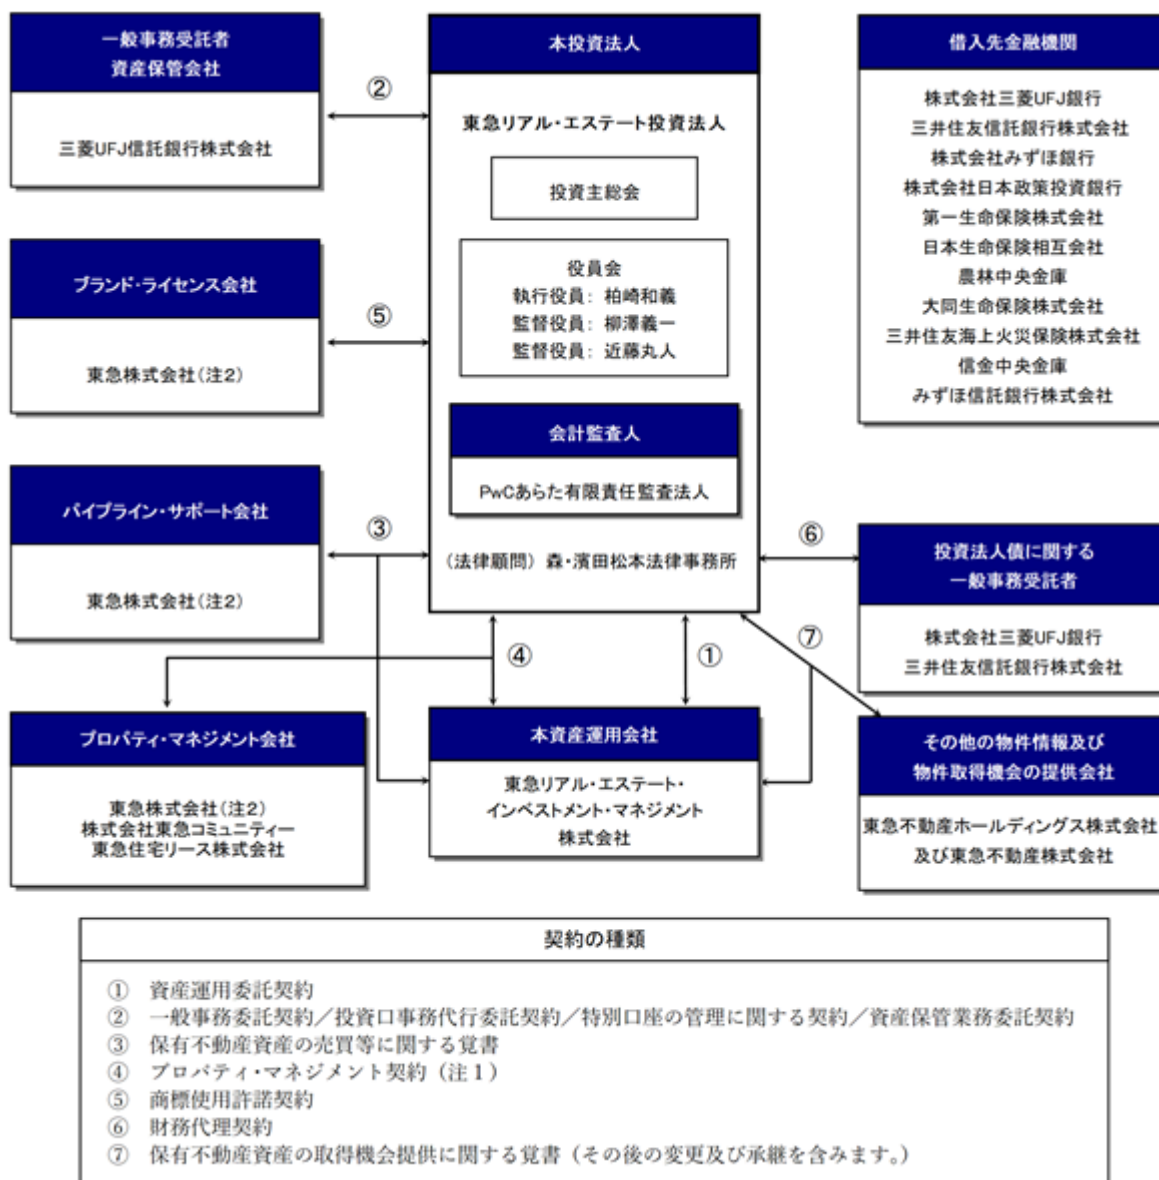 一般事務受託者
資産保管会社
三菱UFJ信託銀行株式会社
②
ブランド・ライセンス会社
東急株式会社(注2)
⑤
パイプライン・サポート会社
東急株式会社(注2)
③
本投資法人
東急リアル・エステート投資法人
投資主総会
役員会
執行役員: 柏崎和義
監督役員: 柳澤義一
監督役員: 近藤丸人
会計監査人
PwCあらた有限責任監査法人
(法律顧問) 森・濱田松本法律事務所
借入先金融機関
株式会社三菱UFJ銀行
三井住友信託銀行株式会社
株式会社みずほ銀行
株式会社日本政策投資銀行
第一生命保険株式会社
日本生命保険相互会社
農林中央金庫
大同生命保険株式会社
三井住友海上火災保険株式会社
信金中央金庫
みずほ信託銀行株式会社
⑥
投資法人債に関する
一般事務受託者
株式会社三菱UFJ銀行
三井住友信託銀行株式会社
④
①
⑦
プロパティ・マネジメント会社
東急株式会社(注2)
株式会社東急コミュニティー
東急住宅リース株式会社
本資産運用会社
東急リアル・エステート・
インベストメント・マネジメント
株式会社
その他の物件情報及び
物件取得機会の提供会社
東急不動産ホールディングス株式会社
及び東急不動産株式会社
契約の種類
① 資産運用委託契約
② 一般事務委託契約/投資口事務代行委託契約/特別口座の管理に関する契約/資産保管業務委託契約
③ 保有不動産資産の売買等に関する覚書
④ プロパティ・マネジメント契約(注1)
⑤ 商標使用許諾契約
⑥ 財務代理契約
⑦ 保有不動産資産の取得機会提供に関する覚書(その後の変更及び承継を含みます。)